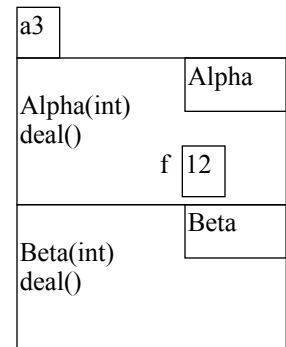 a3
Alpha
Alpha(int)
deal()
f 12
Beta
Beta(int)
deal()